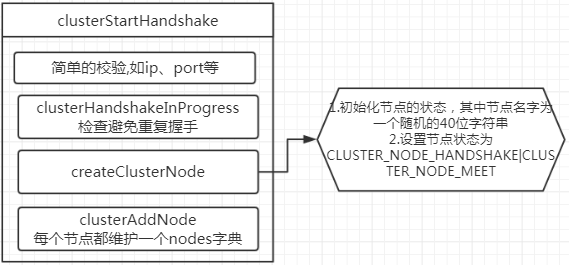 clusterStartHandshake
简单的校验,如ip、port等
clusterHandshakeInProgress
检查避免重复握手
createClusterNode
clusterAddNode
每个节点都维护一个nodes字典
1.初始化节点的状态，其中节点名字为
一个随机的40位字符串
2.设置节点状态为
CLUSTER_NODE_HANDSHAKE|CLUS
TER_NODE_MEET